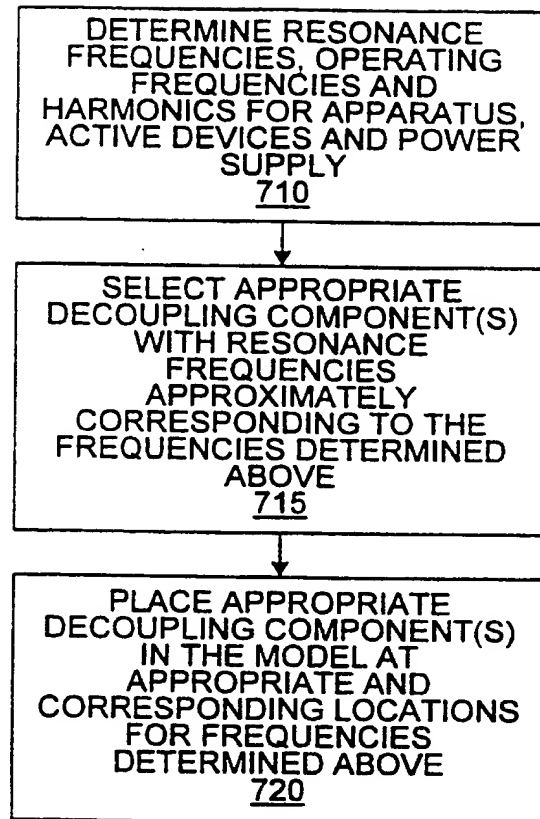 DETERMINE RESONANCE
FREQUENCIES, OPERATING
FREQUENCIES AND
HARMONICS FOR APPARATUS,
ACTIVE DEVICES AND POWER
SUPPLY
710
SELECT APPROPRIATE
DECOUPLING COMPONENT(S)
WITH RESONANCE
FREQUENCIES
APPROXIMATELY
CORRESPONDING TO THE
FREQUENCIES DETERMINED
ABOVE
715
PLACE APPROPRIATE
DECOUPLING COMPONENT(S)
IN THE MODEL AT
APPROPRIATE AND
CORRESPONDING LOCATIONS
FOR FREQUENCIES
DETERMINED ABOVE
720